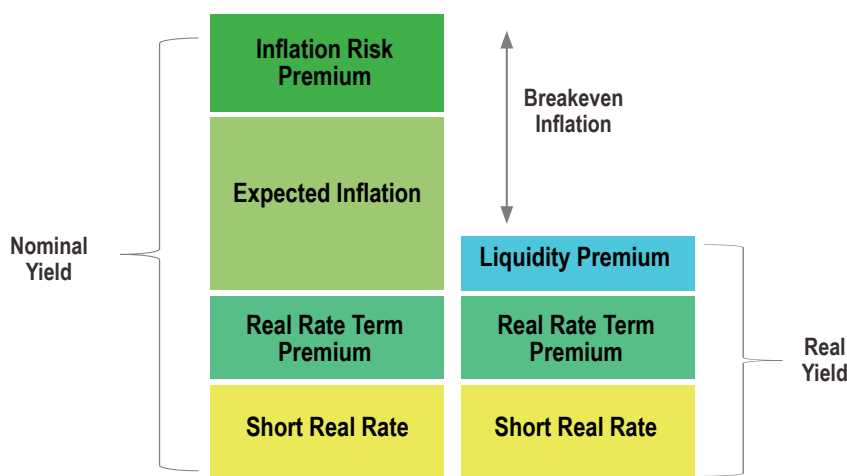 Inflation Risk
Premium
Breakeven
Inflation
Expected Inflation
Nominal
Yield
Liquidity Premium
Real Rate Term
Premium
Real Rate Term
Premium
Real
Yield
Short Real Rate
Short Real Rate